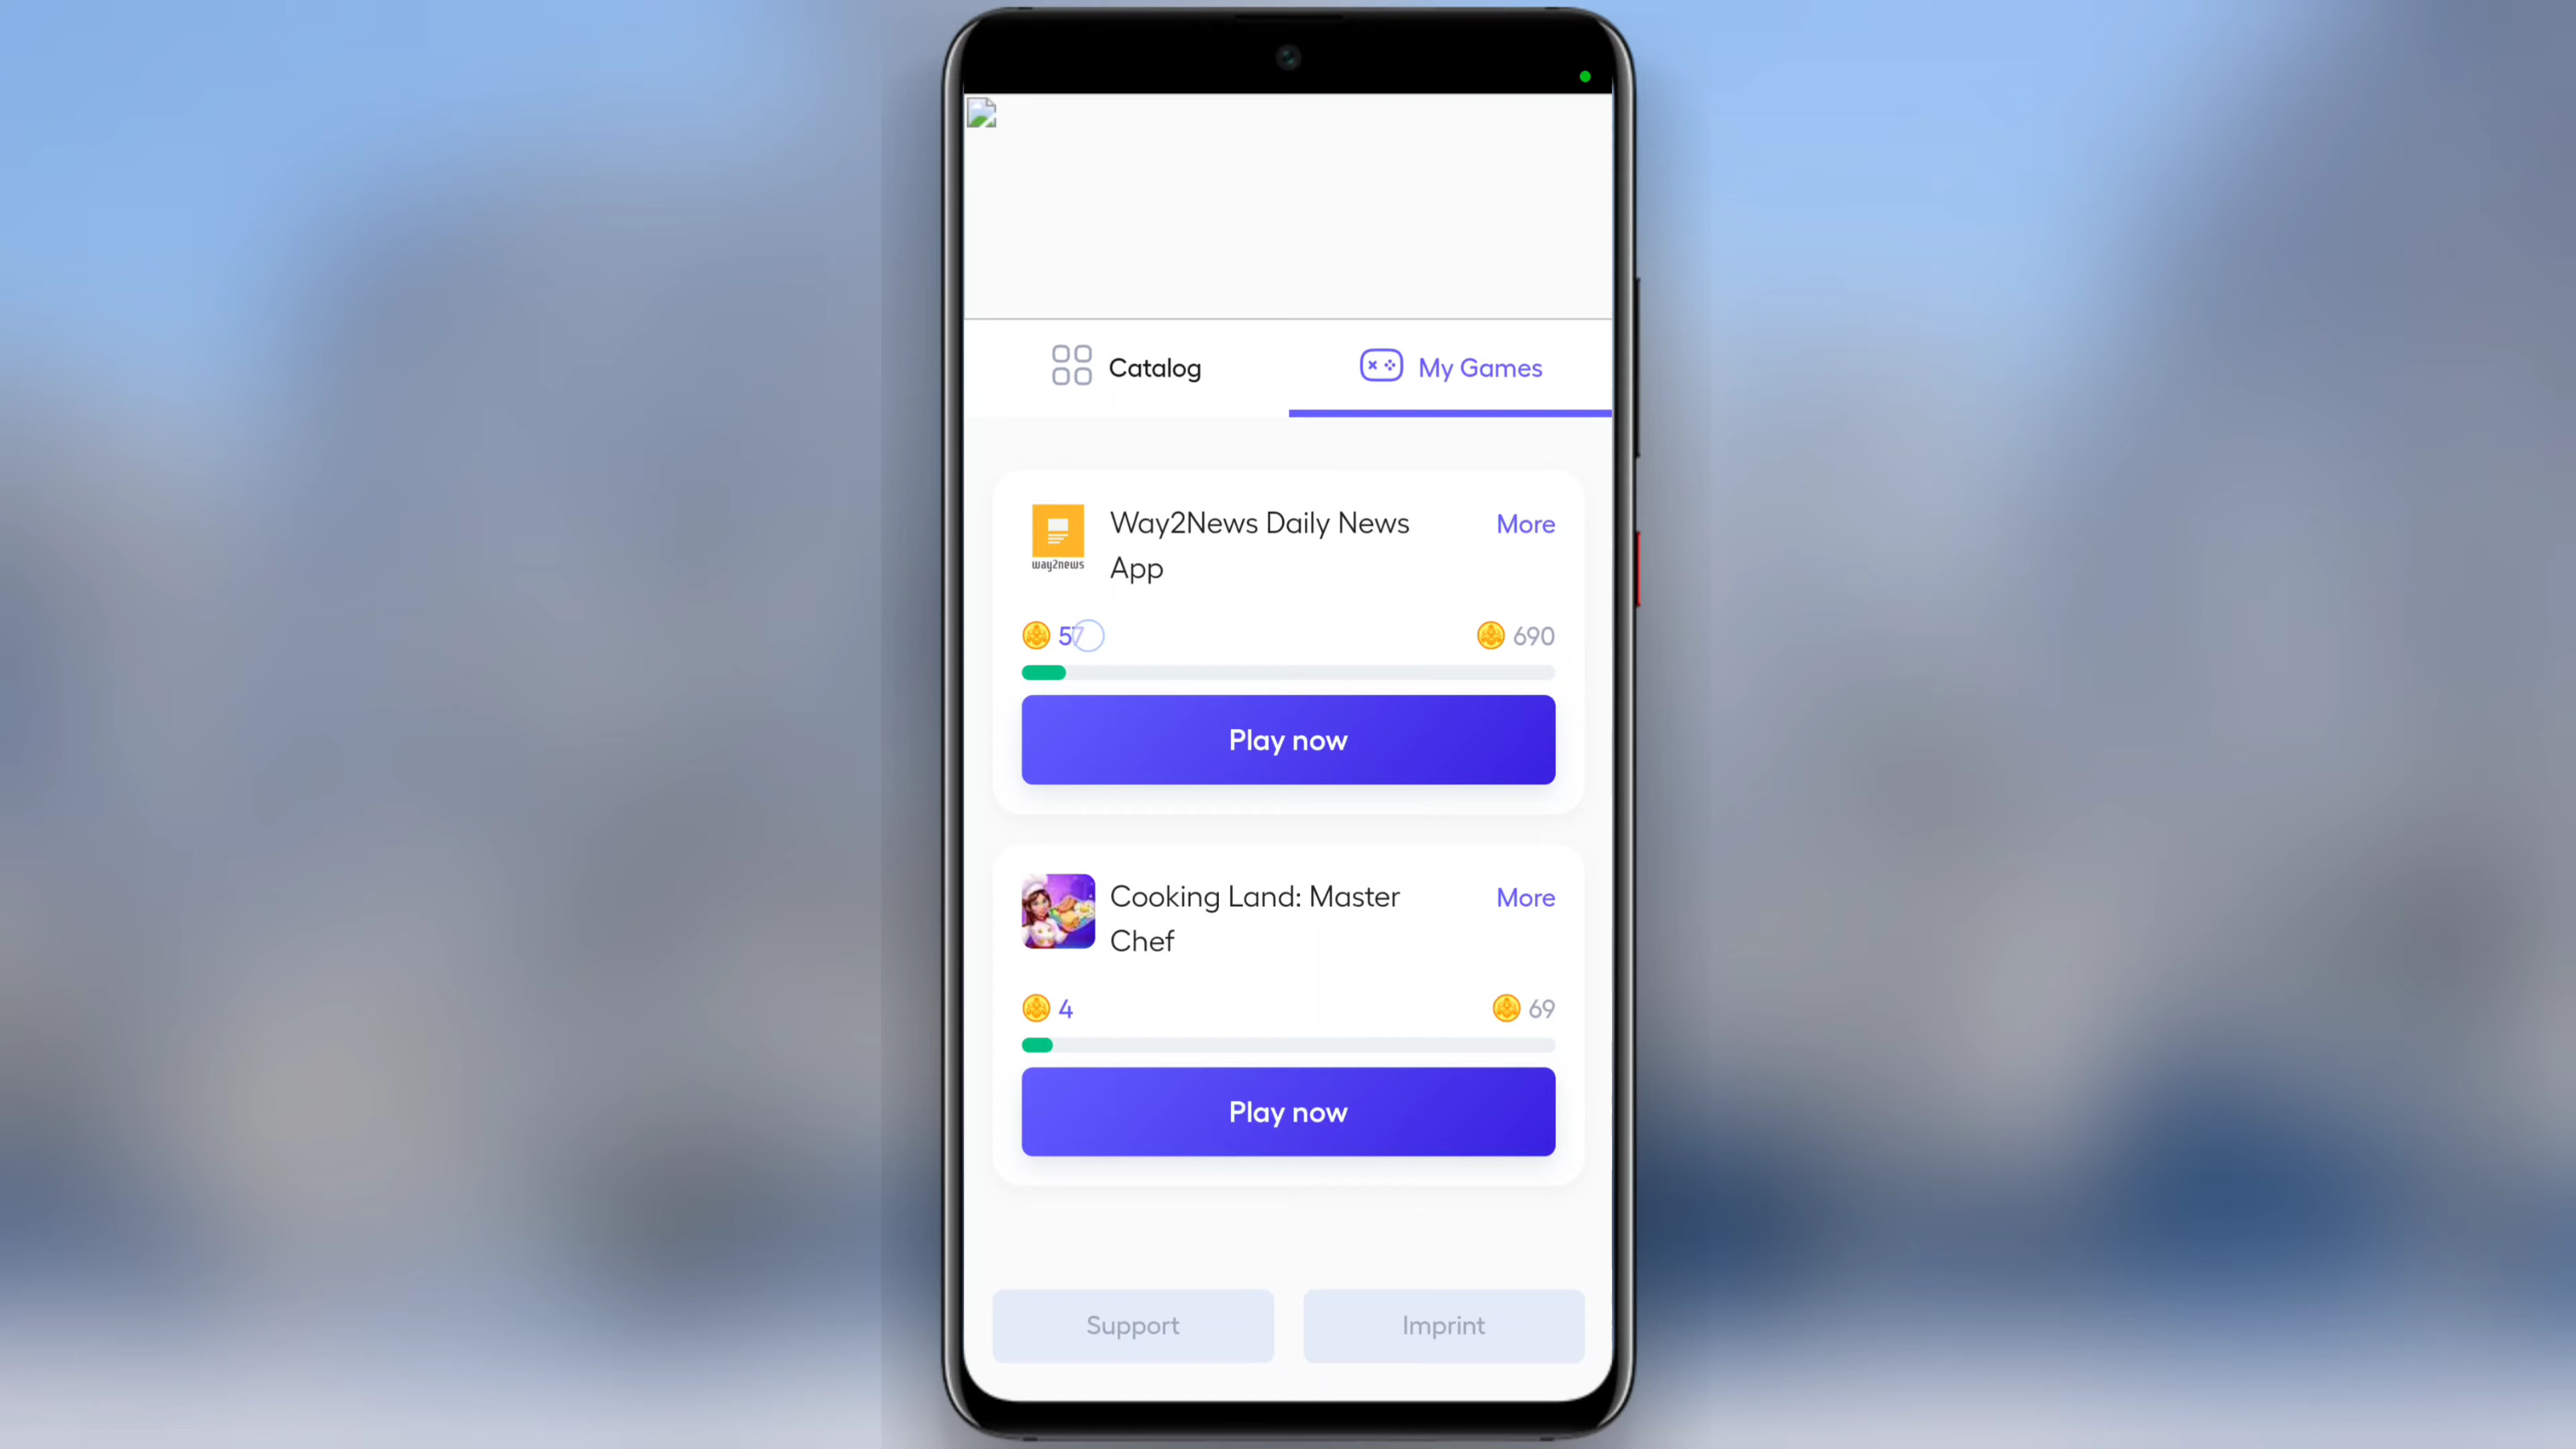 Catalog
My Games
Way2News Daily News
App
More
way2news
57
690
Play now
Cooking Land: Master
Chef
More
4
69
Play now
Support
Imprint